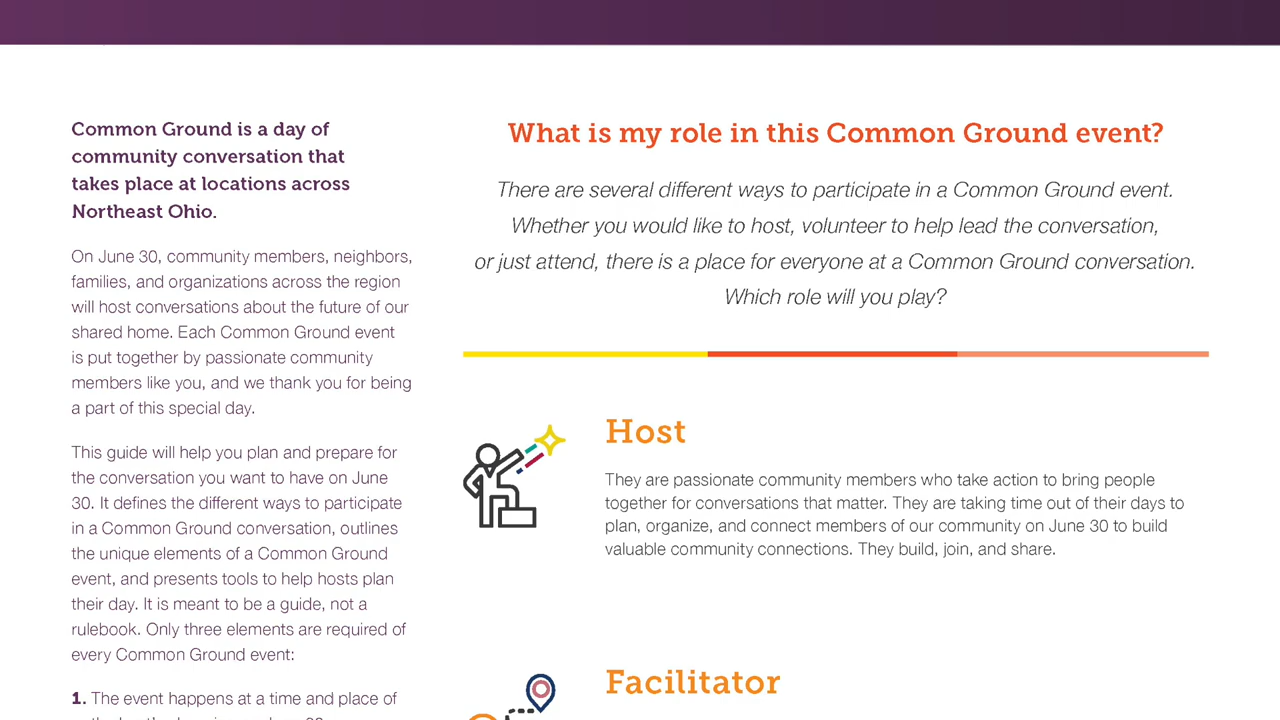 Common Ground is a day of
community conversation that
takes place at locations across
Northeast Ohio.
On June 30, community members, neighbors,
families, and organizations across the region
will host conversations about the future of our
shared home. Each Common Ground event
is put together by passionate community
members like you, and we thank you for being
a part of this special day.
This guide will help you plan and prepare for
the conversation you want to have on June
30. It defines the different ways to participate
in a Common Ground conversation, outlines
the unique elements of a Common Ground
event, and presents tools to help hosts plan
their day. It is meant to be a guide, not a
rulebook. Only three elements are required of
every Common Ground event:
1. The event happens at a time and place of
What is my role in this Common Ground event?
There are several different ways to participate in a Common Ground event.
Whether you would like to host, volunteer to help lead the conversation,
or just attend, there is a place for everyone at a Common Ground conversation.
Which role will you play?
Host
They are passionate community members who take action to bring people
together for conversations that matter. They are taking time out of their days to
plan, organize, and connect members of our community on June 30 to build
valuable community connections. They build, join, and share.
Facilitator